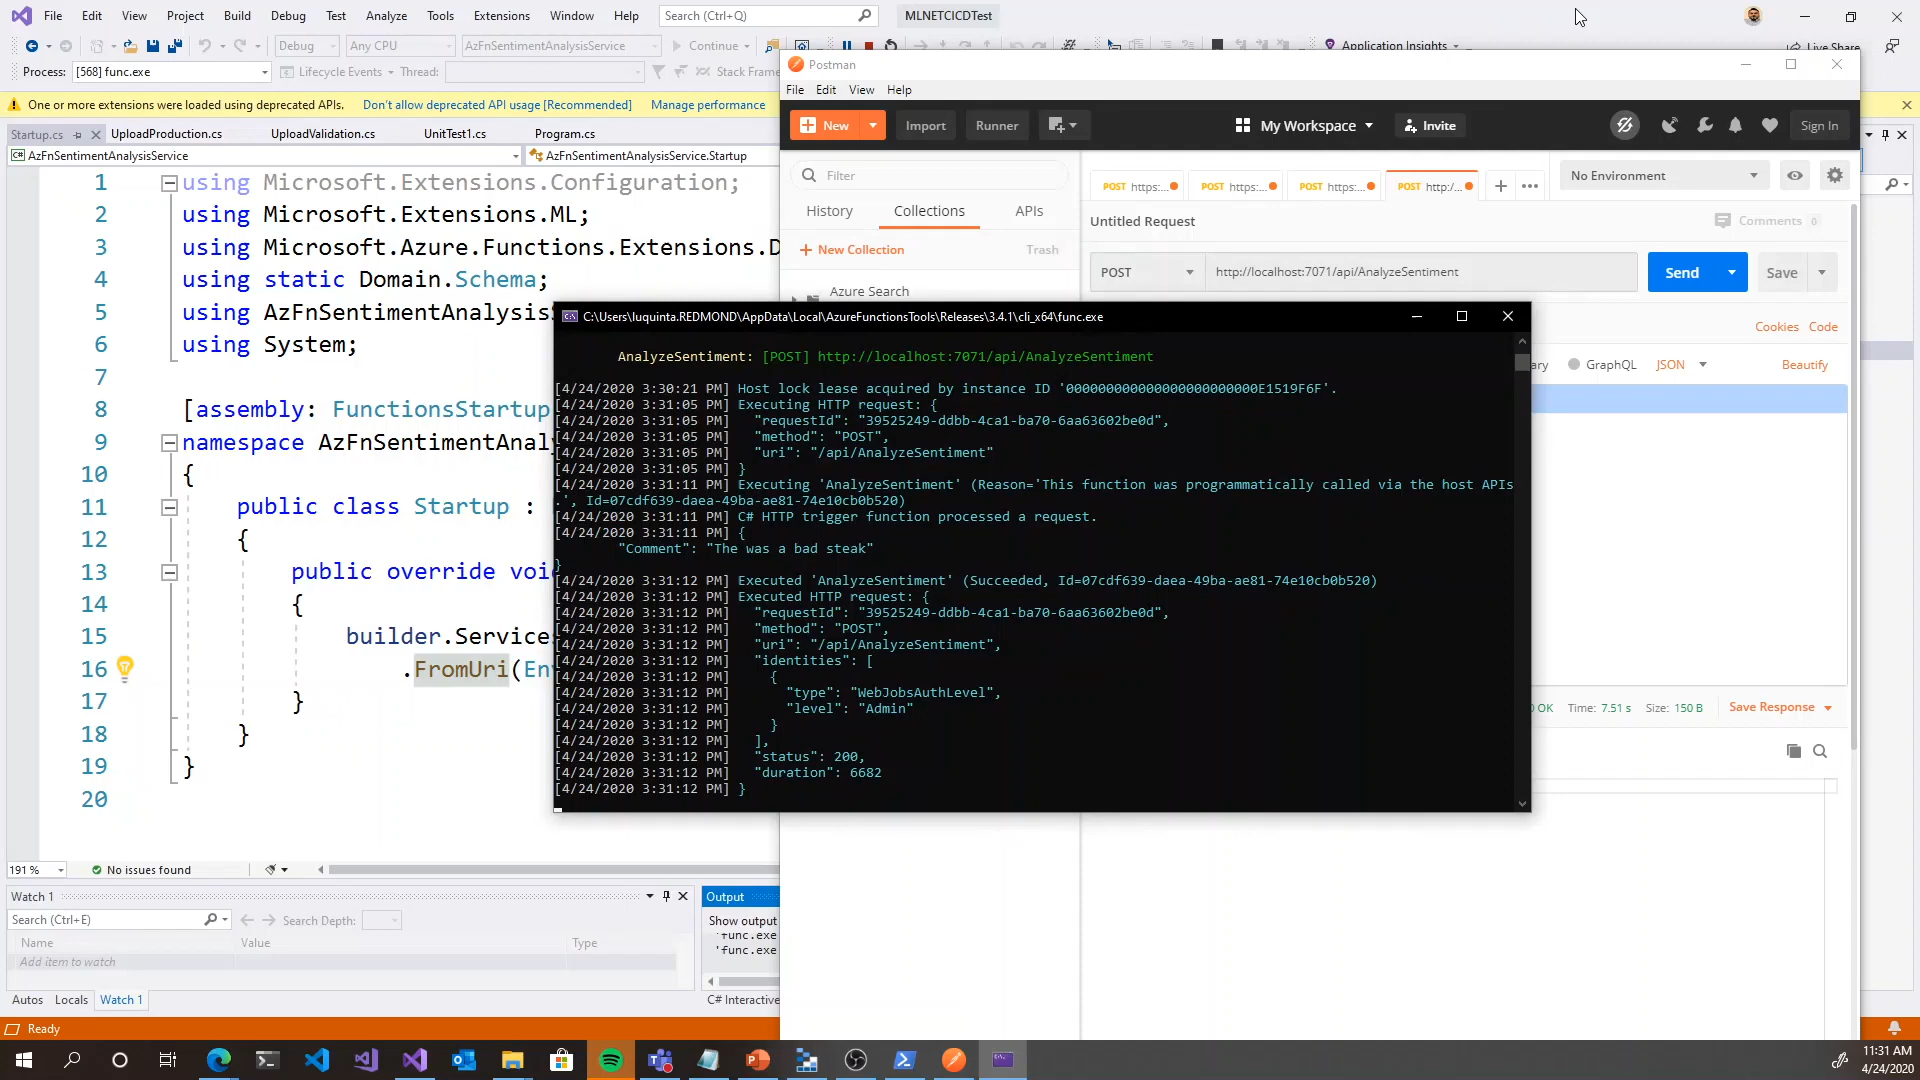 File Edit View Project Build Debug Test Analyze Tools Extensions Window Help Search (Ctrl+Q) MLNETCICDTest
Debug Any CPU AzFnSentimentAnalysisService Continue Application Insights Live Share
Process: [568] func.exe Lifecycle Events Thread: Stack Frame
One or more extensions were loaded using deprecated APIs. Don't allow deprecated API usage [Recommended] Manage performance
Startup.cs UploadProduction.cs UploadValidation.cs UnitTest1.cs Program.cs
AzFnSentimentAnalysisService AzFnSentimentAnalysisService.Startup
1 using Microsoft.Extensions.Configuration;
2 using Microsoft.Extensions.ML;
3 using Microsoft.Azure.Functions.Extensions.D
4 using static Domain.Schema;
5 using AzFnSentimentAnalysisS
6 using System;
7
8 [assembly: FunctionsStartup
9 namespace AzFnSentimentAnaly
10 {
11 public class Startup :
12 {
13 public override voi
14 {
15 builder.Service
16 .FromUri(En
17 }
18 }
19 }
20
191 % No issues found
Watch 1
Search (Ctrl+E) Search Depth:
Name Value Type
Add item to watch
Autos Locals Watch 1
Output
Show output
'func.exe
'func.exe
C# Interactive
Ready
Postman
File Edit View Help
New Import Runner My Workspace Invite Sign In
Filter
History Collections APIs
New Collection Trash
Azure Search
POST https:... POST https:... POST https:... POST http:/... No Environment
Untitled Request Comments 0
POST http://localhost:7071/api/AnalyzeSentiment Send Save
Cookies Code
ary GraphQL JSON Beautify
0 OK Time: 7.51 s Size: 150 B Save Response
C:\Users\luquinta.REDMOND\AppData\Local\AzureFunctionsTools\Releases\3.4.1\cli_x64\func.exe
AnalyzeSentiment: [POST] http://localhost:7071/api/AnalyzeSentiment
[4/24/2020 3:30:21 PM] Host lock lease acquired by instance ID '000000000000000000000000E1519F6F'.
[4/24/2020 3:31:05 PM] Executing HTTP request: {
[4/24/2020 3:31:05 PM] "requestId": "39525249-ddbb-4ca1-ba70-6aa63602be0d",
[4/24/2020 3:31:05 PM] "method": "POST",
[4/24/2020 3:31:05 PM] "uri": "/api/AnalyzeSentiment"
[4/24/2020 3:31:05 PM] }
[4/24/2020 3:31:11 PM] Executing 'AnalyzeSentiment' (Reason='This function was programmatically called via the host APIs
.', Id=07cdf639-daea-49ba-ae81-74e10cb0b520)
[4/24/2020 3:31:11 PM] C# HTTP trigger function processed a request.
[4/24/2020 3:31:11 PM] {
"Comment": "The was a bad steak"
}
[4/24/2020 3:31:12 PM] Executed 'AnalyzeSentiment' (Succeeded, Id=07cdf639-daea-49ba-ae81-74e10cb0b520)
[4/24/2020 3:31:12 PM] Executed HTTP request: {
[4/24/2020 3:31:12 PM] "requestId": "39525249-ddbb-4ca1-ba70-6aa63602be0d",
[4/24/2020 3:31:12 PM] "method": "POST",
[4/24/2020 3:31:12 PM] "uri": "/api/AnalyzeSentiment",
[4/24/2020 3:31:12 PM] "identities": [
[4/24/2020 3:31:12 PM] {
[4/24/2020 3:31:12 PM] "type": "WebJobsAuthLevel",
[4/24/2020 3:31:12 PM] "level": "Admin"
[4/24/2020 3:31:12 PM] }
[4/24/2020 3:31:12 PM] ],
[4/24/2020 3:31:12 PM] "status": 200,
[4/24/2020 3:31:12 PM] "duration": 6682
[4/24/2020 3:31:12 PM] }
11:31 AM
4/24/2020